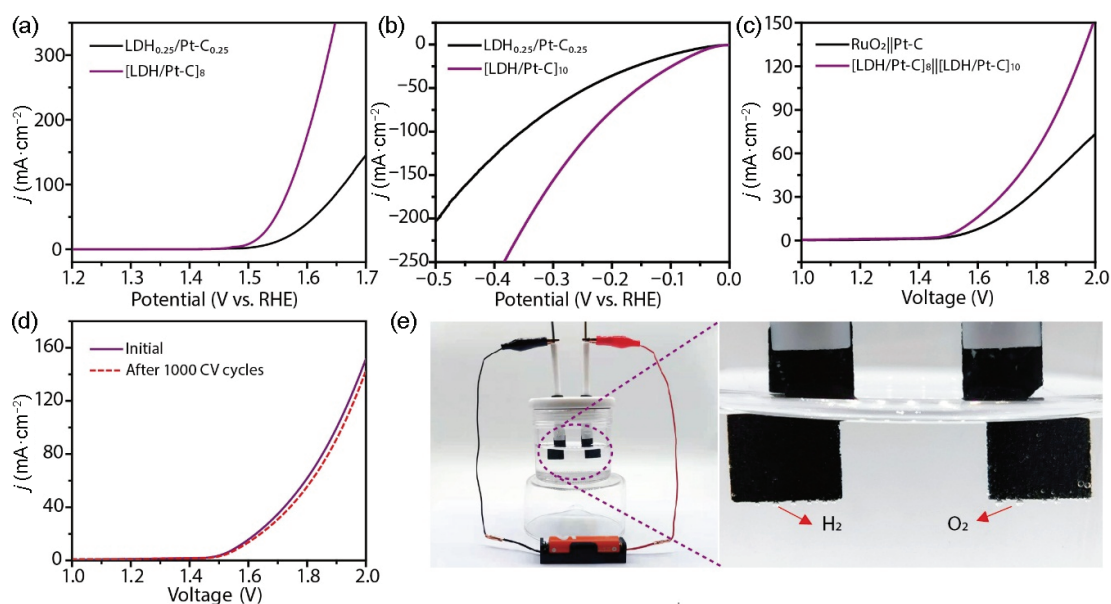 (a)
350
300
200
100
0
1.2 1.3 1.4 1.5 1.6 1.7
j (mA·cm⁻²)
Potential (V vs. RHE)
LDH₀.₂₅/Pt-C₀.₂₅
[LDH/Pt-C]₈
(b)
0
−50
−100
−150
−200
−250
−0.5 −0.4 −0.3 −0.2 −0.1 0.0
j (mA·cm⁻²)
Potential (V vs. RHE)
LDH₀.₂₅/Pt-C₀.₂₅
[LDH/Pt-C]₁₀
(c)
150
120
90
60
30
0
1.0 1.2 1.4 1.6 1.8 2.0
j (mA·cm⁻²)
Voltage (V)
RuO₂||Pt-C
[LDH/Pt-C]₈||[LDH/Pt-C]₁₀
(d)
160
120
80
40
0
1.0 1.2 1.4 1.6 1.8 2.0
j (mA·cm⁻²)
Voltage (V)
Initial
After 1000 CV cycles
(e)
H₂
O₂